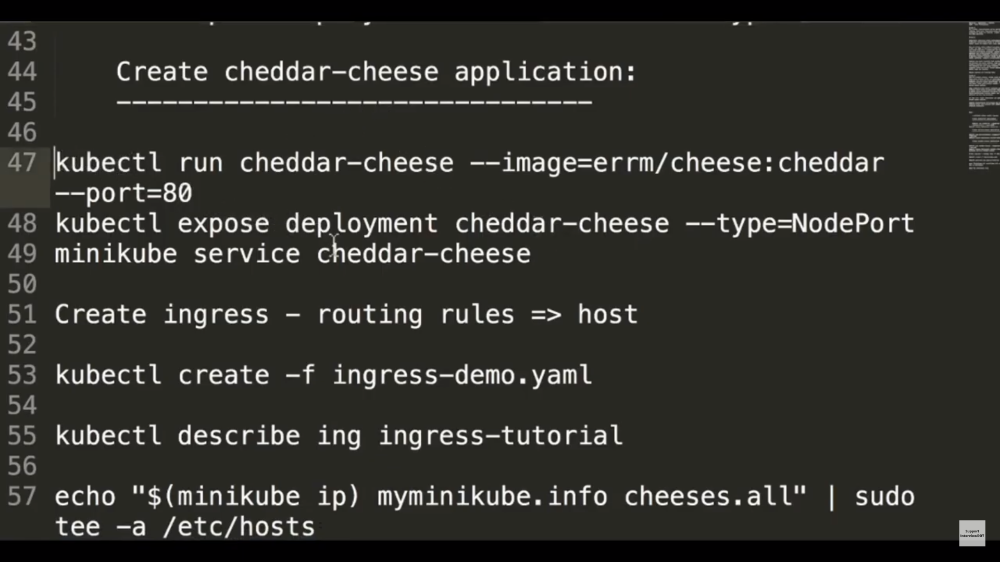 43
44 Create cheddar-cheese application:
45 -------------------------------
46
47 kubectl run cheddar-cheese --image=errm/cheese:cheddar
--port=80
48 kubectl expose deployment cheddar-cheese --type=NodePort
49 minikube service cheddar-cheese
50
51 Create ingress - routing rules => host
52
53 kubectl create -f ingress-demo.yaml
54
55 kubectl describe ing ingress-tutorial
56
57 echo "$(minikube ip) myminikube.info cheeses.all" | sudo
tee -a /etc/hosts
Support
InterviewDOT